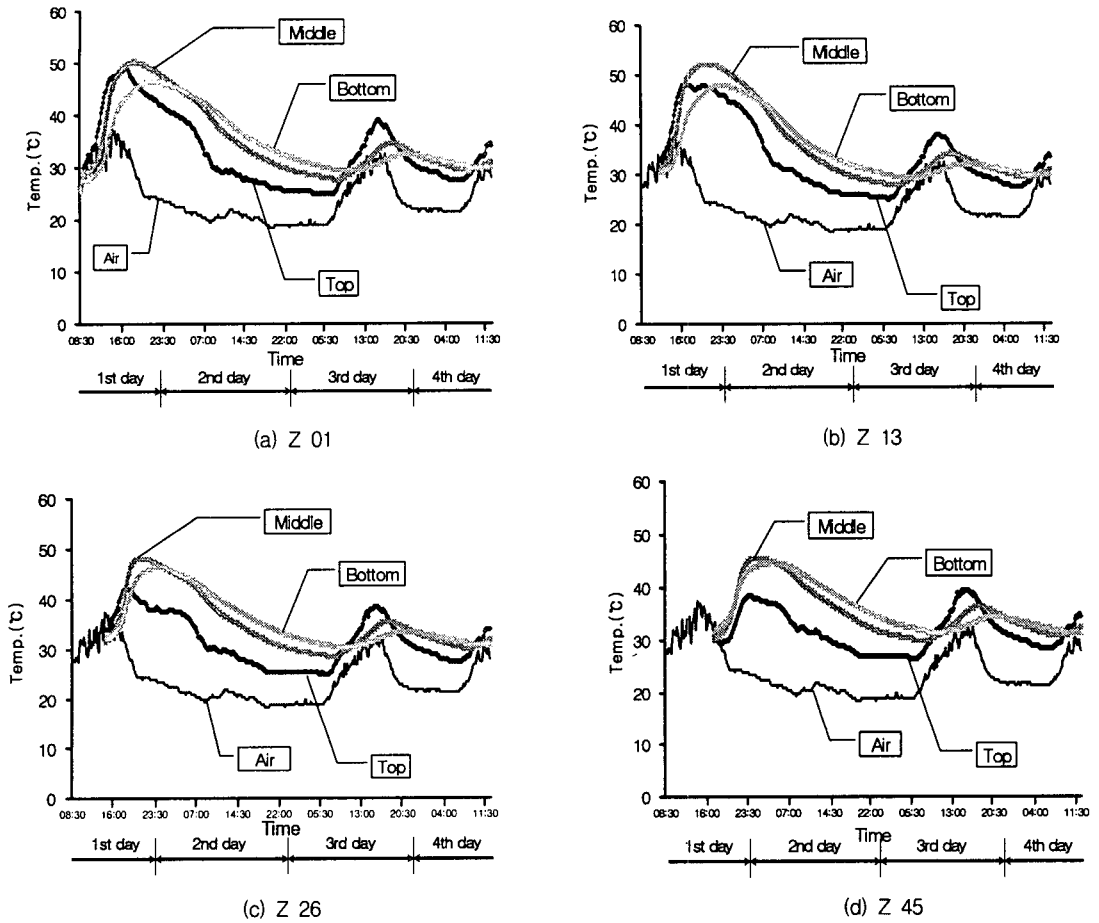 60
50
40
30
20
10
0
Temp.(℃)
Middle
Bottom
Air
Top
08:30 16:00 23:30 07:00 14:30 22:00 05:30 13:00 20:30 04:00 11:30
Time
1st day 2nd day 3rd day 4th day
(a) Z 01
60
50
40
30
20
10
0
Temp.(℃)
Middle
Bottom
Air
Top
08:30 16:00 23:30 07:00 14:30 22:00 05:30 13:00 20:30 04:00 11:30
Time
1st day 2nd day 3rd day 4th day
(b) Z 13
60
50
40
30
20
10
0
Temp.(℃)
Middle
Bottom
Air
Top
08:30 16:00 23:30 07:00 14:30 22:00 05:30 13:00 20:30 04:00 11:30
Time
1st day 2nd day 3rd day 4th day
(c) Z 26
60
50
40
30
20
10
0
Temp.(℃)
Middle
Bottom
Air
Top
08:30 16:00 23:30 07:00 14:30 22:00 05:30 13:00 20:30 04:00 11:30
Time
1st day 2nd day 3rd day 4th day
(d) Z 45